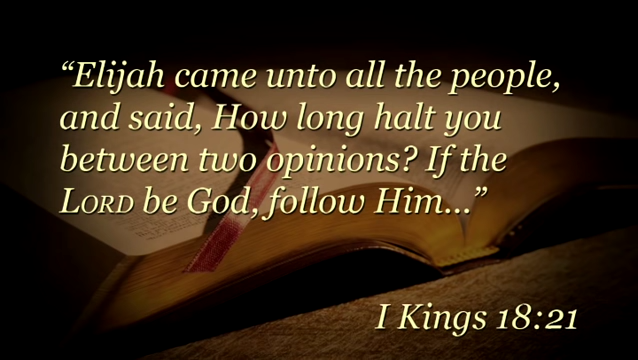 “Elijah came unto all the people,
and said, How long halt you
between two opinions? If the
LORD be God, follow Him...”
I Kings 18:21